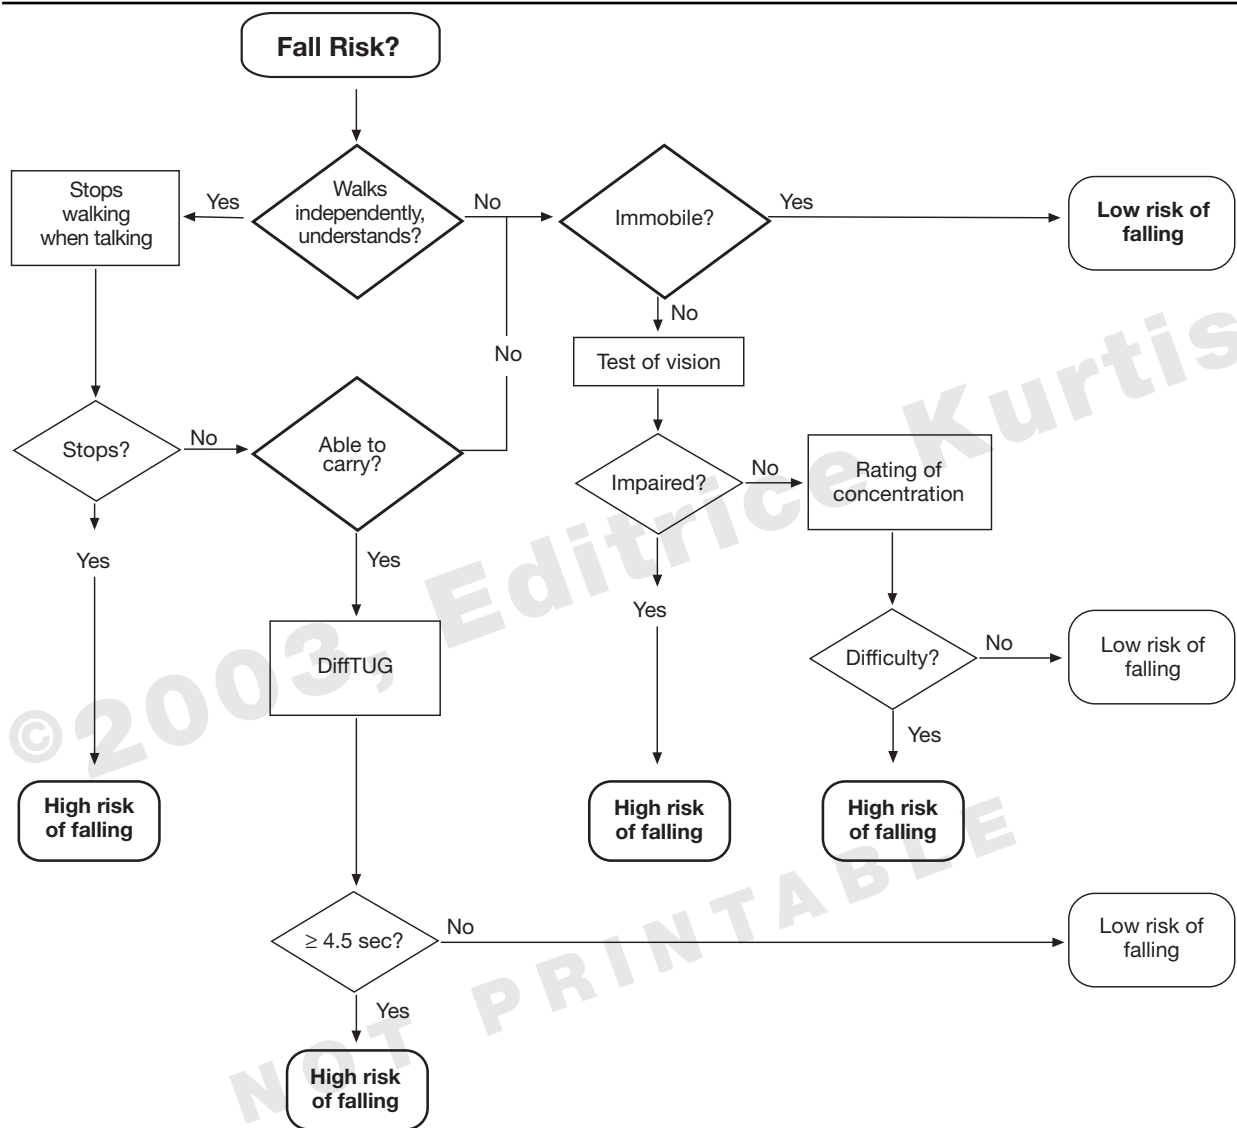 Fall Risk?
Stops
walking
when talking
Yes
Walks
independently,
understands?
No
Immobile?
Yes
Low risk of
falling
No
Test of vision
No
Stops?
No
Able to
carry?
Impaired?
No
Rating of
concentration
Yes
Yes
Yes
DiffTUG
Difficulty?
No
Low risk of
falling
Yes
High risk
of falling
High risk
of falling
High risk
of falling
≥ 4.5 sec?
No
Low risk of
falling
Yes
High risk
of falling
©2003, Editrice Kurtis
NOT PRINTABLE